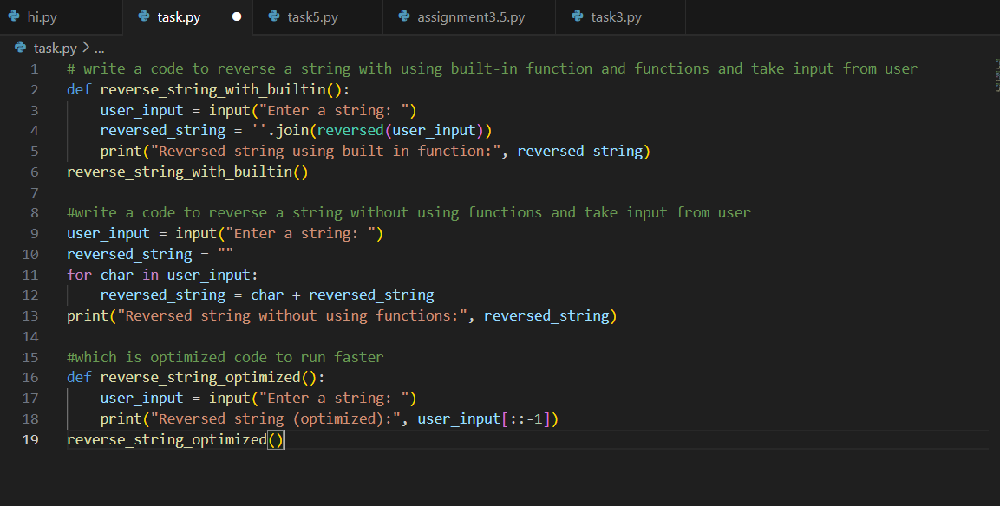 hi.py task.py task5.py assignment3.5.py task3.py
task.py > ...
1 # write a code to reverse a string with using built-in function and functions and take input from user
2 def reverse_string_with_builtin():
3     user_input = input("Enter a string: ")
4     reversed_string = ''.join(reversed(user_input))
5     print("Reversed string using built-in function:", reversed_string)
6 reverse_string_with_builtin()
7
8 #write a code to reverse a string without using functions and take input from user
9 user_input = input("Enter a string: ")
10 reversed_string = ""
11 for char in user_input:
12     reversed_string = char + reversed_string
13 print("Reversed string without using functions:", reversed_string)
14
15 #which is optimized code to run faster
16 def reverse_string_optimized():
17     user_input = input("Enter a string: ")
18     print("Reversed string (optimized):", user_input[::-1])
19 reverse_string_optimized()